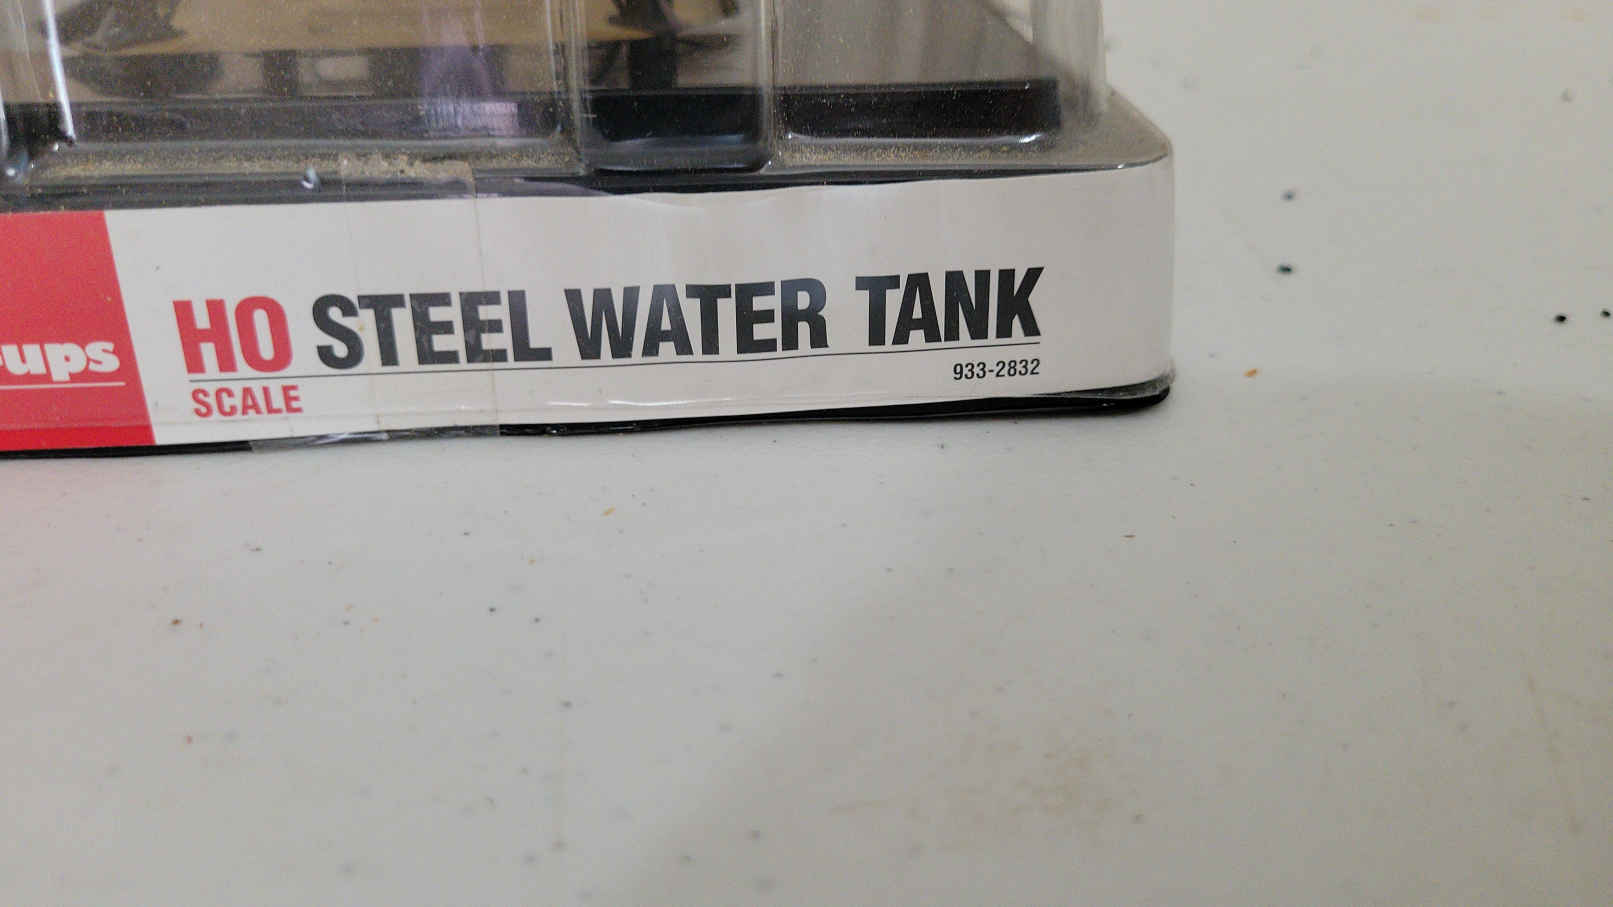 -ups
HO STEEL WATER TANK
SCALE
933-2832